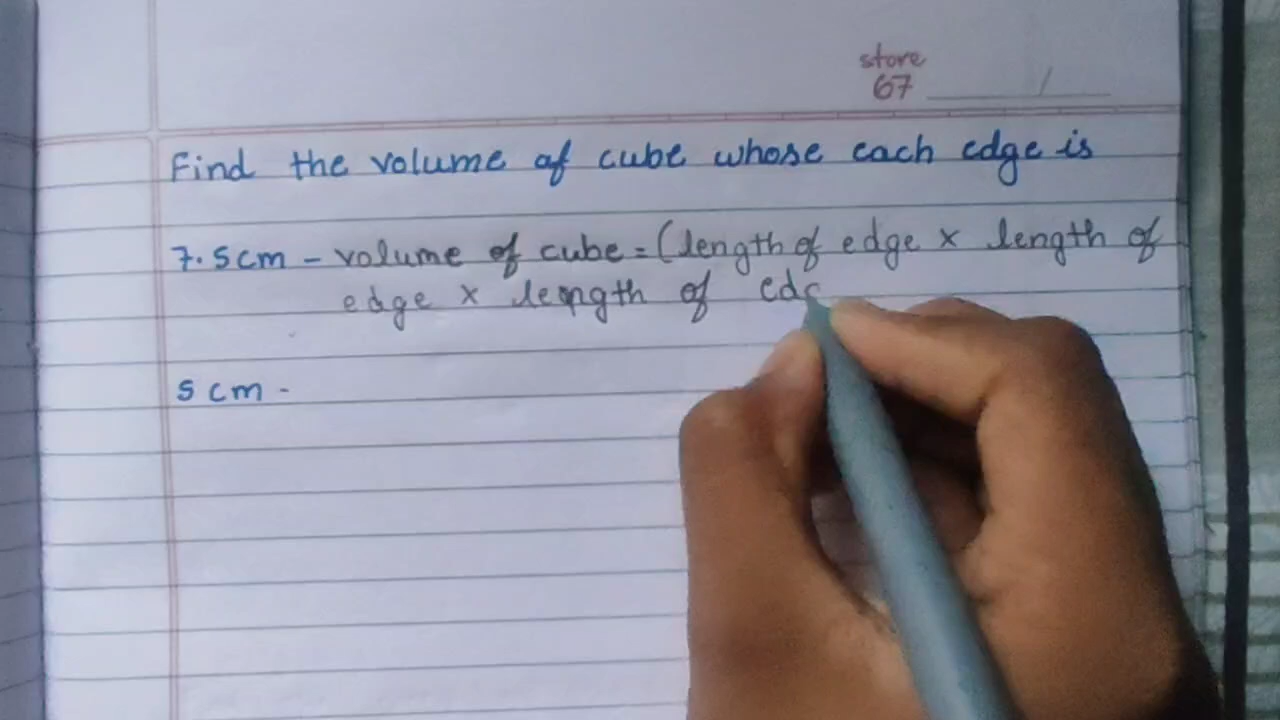 store
67
Find the volume of cube whose each edge is
7.5cm - volume of cube = (length of edge x length of
edge x length of edg
5 cm -